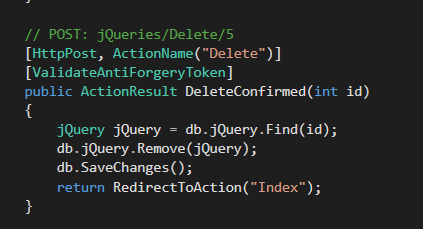 // POST: jQueries/Delete/5
[HttpPost, ActionName("Delete")]
[ValidateAntiForgeryToken]
public ActionResult DeleteConfirmed(int id)
{
    jQuery jQuery = db.jQuery.Find(id);
    db.jQuery.Remove(jQuery);
    db.SaveChanges();
    return RedirectToAction("Index");
}